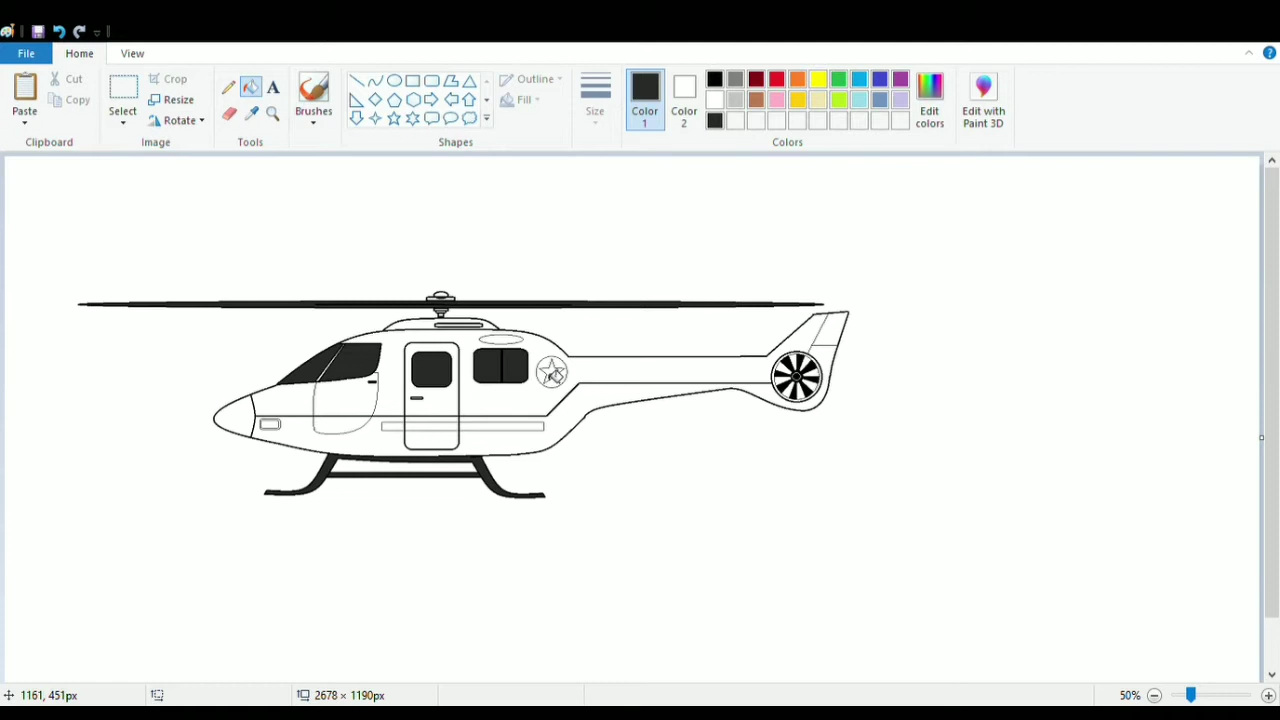 File Home View
Paste
Cut
Copy
Clipboard
Select
Crop
Resize
Rotate
Image
A
Tools
Brushes
Outline
Fill
Shapes
Size
Color 1
Color 2
Edit colors
Colors
Edit with Paint 3D
1161, 451px
2678 × 1190px
50%